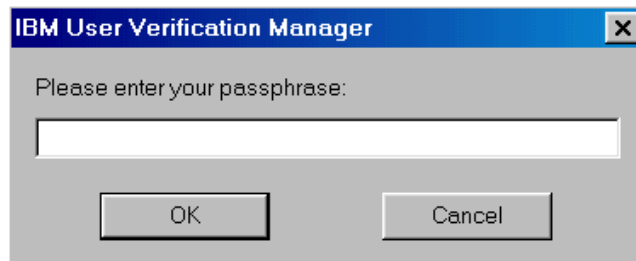 IBM User Verification Manager
Please enter your passphrase:
OK Cancel